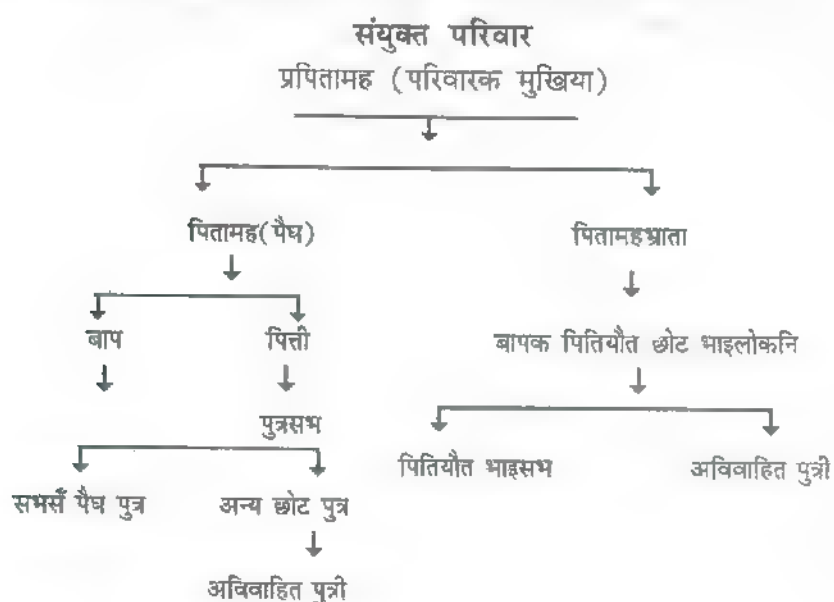 संयुक्त परिवार
प्रपितामह (परिवारक मुखिया)
पितामह(पैघ)
पितामहभ्राता
बाप
पित्ती
बापक पितियौत छोट भाइलोकनि
पुत्रसभ
पितियौत भाइसभ
अविवाहित पुत्री
सभसँ पैघ पुत्र
अन्य छोट पुत्र
अविवाहित पुत्री